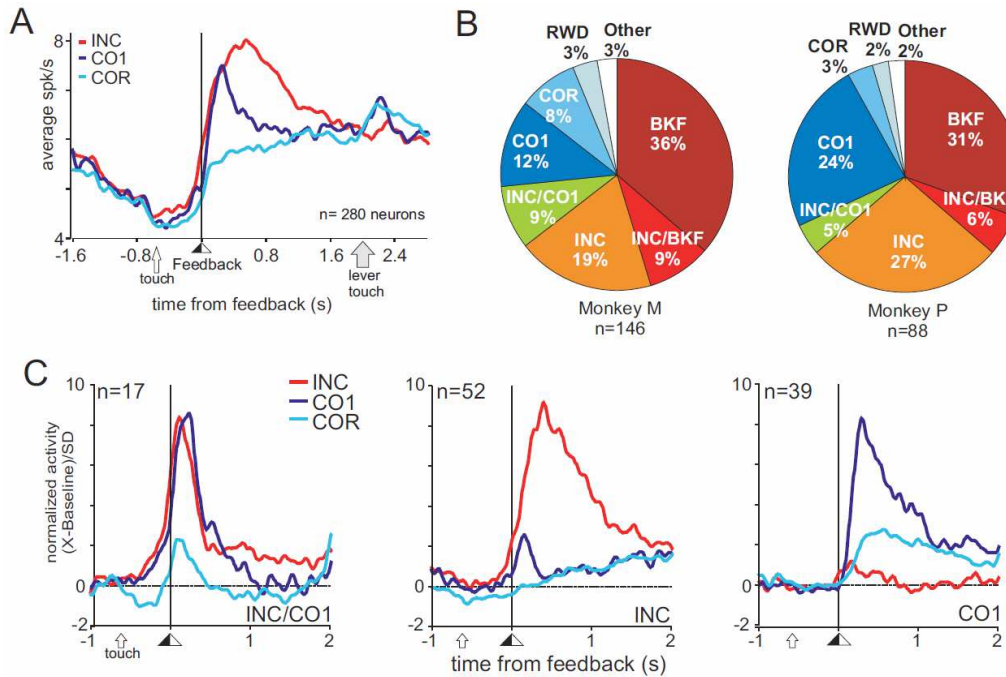 A
INC
CO1
COR
average spk/s
8
4
n= 280 neurons
-1.6
-0.8
Feedback
0.8
1.6
2.4
touch
lever
touch
time from feedback (s)
B
RWD
3%
Other
3%
COR
8%
BKF
36%
CO1
12%
INC/CO1
9%
INC
19%
INC/BKF
9%
Monkey M
n=146
RWD
2%
Other
2%
COR
3%
BKF
31%
CO1
24%
INC/CO1
5%
INC/BKF
6%
INC
27%
Monkey P
n=88
C
normalized activity
(X-Baseline)/SD
10
n=17
INC
CO1
COR
0
-2
INC/CO1
-1
1
2
touch
10
n=52
0
-2
INC
-1
1
2
time from feedback (s)
10
n=39
0
-2
CO1
-1
1
2